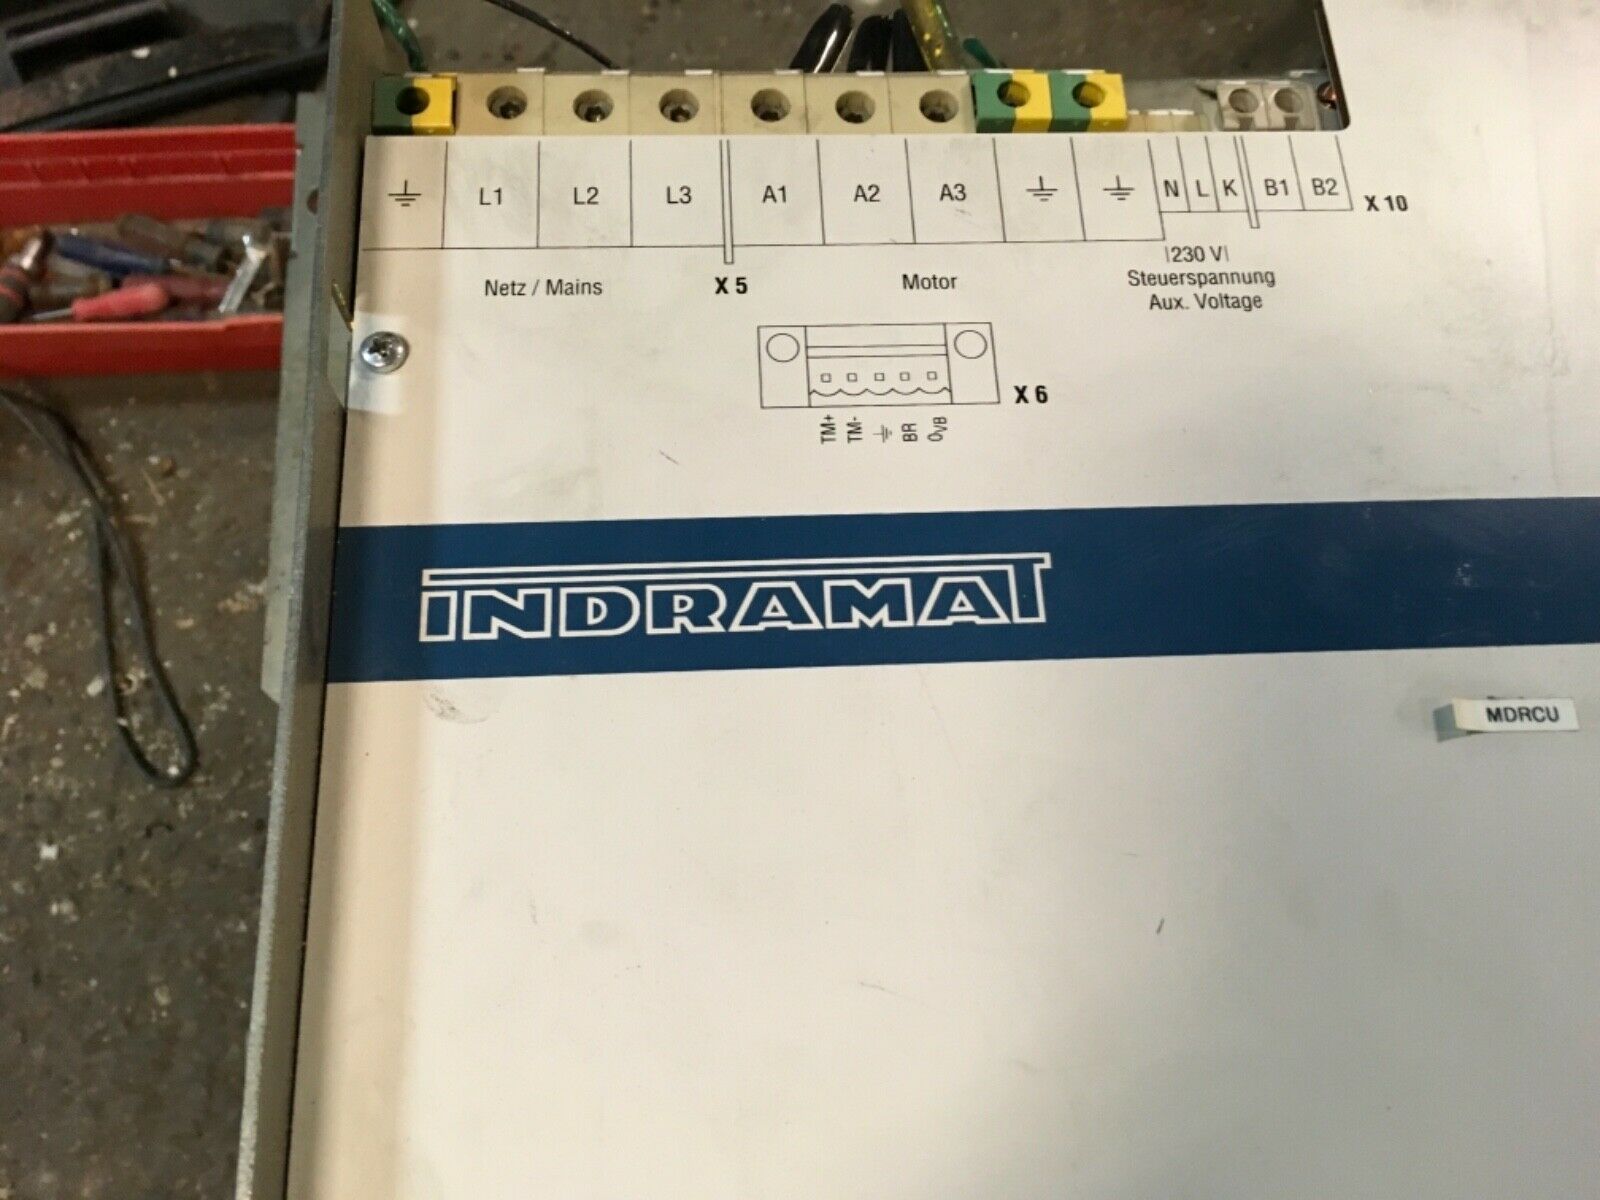 L1 L2 L3 A1 A2 A3 N L K B1 B2 X 10
Netz / Mains X 5 Motor 230 V
Steuerspannung
Aux. Voltage
X 6
TM+ TM- BR 0VB
INDRAMAT
MDRCU